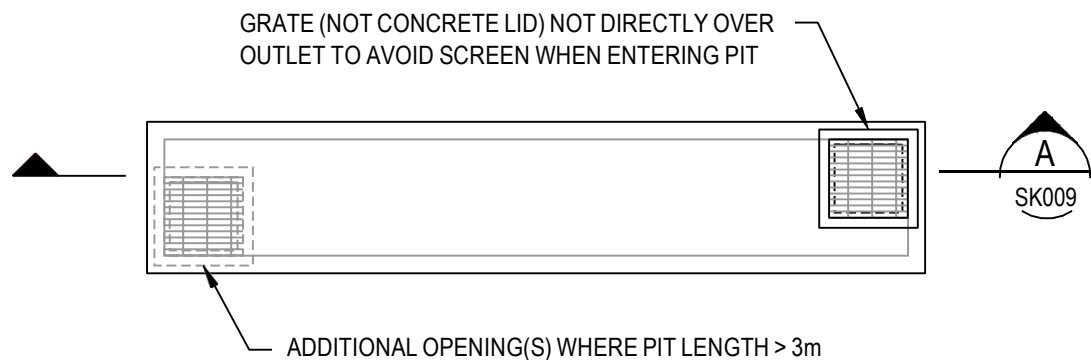 GRATE (NOT CONCRETE LID) NOT DIRECTLY OVER
OUTLET TO AVOID SCREEN WHEN ENTERING PIT
A
SK009
ADDITIONAL OPENING(S) WHERE PIT LENGTH > 3m